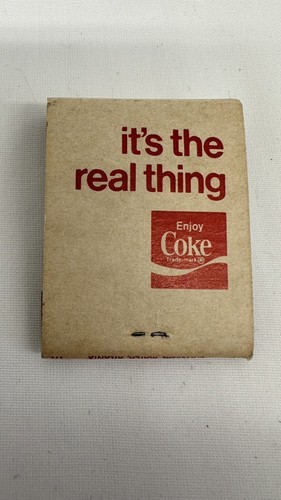 it's the
real thing
Enjoy
Coke
Trade-mark ®